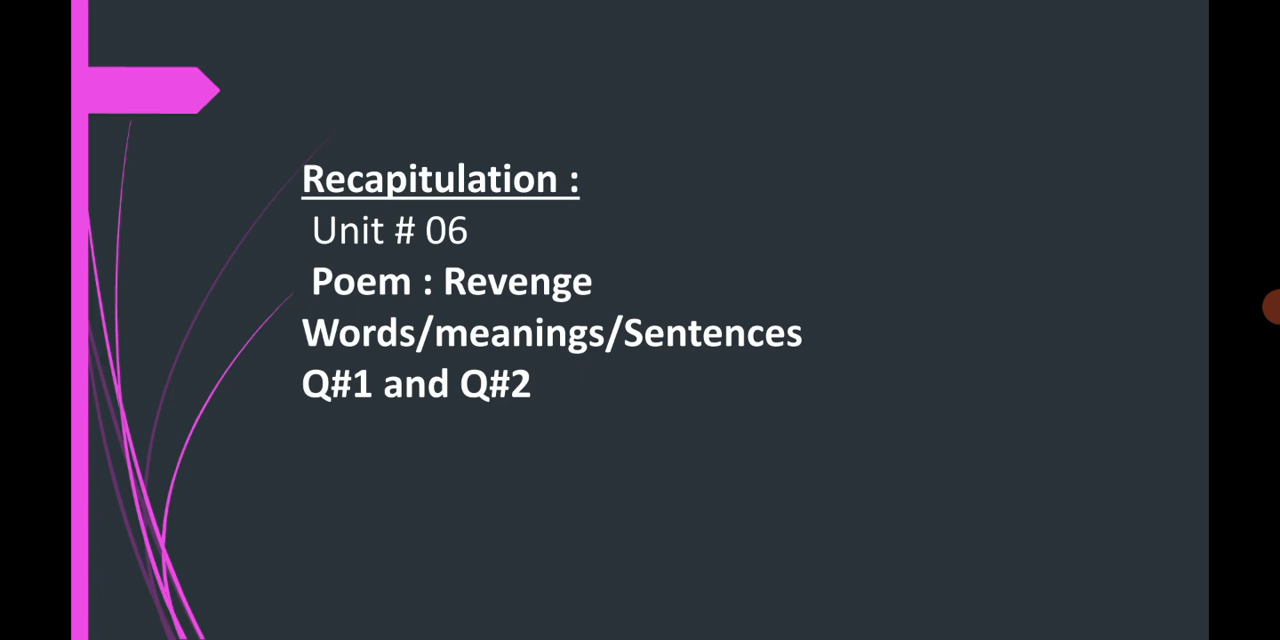 Recapitulation :
Unit # 06
Poem : Revenge
Words/meanings/Sentences
Q#1 and Q#2